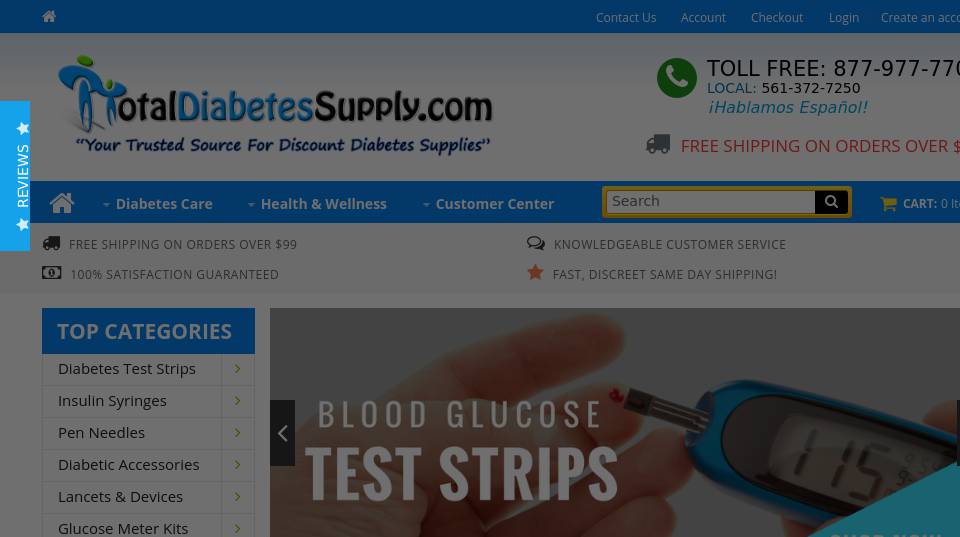 Contact Us Account Checkout Login Create an acco
TOLL FREE: 877-977-770
LOCAL: 561-372-7250
¡Hablamos Español!
TotalDiabetesSupply.com
"Your Trusted Source For Discount Diabetes Supplies"
FREE SHIPPING ON ORDERS OVER $
REVIEWS
Diabetes Care Health & Wellness Customer Center Search CART: 0 Ite
FREE SHIPPING ON ORDERS OVER $99 KNOWLEDGEABLE CUSTOMER SERVICE
100% SATISFACTION GUARANTEED FAST, DISCREET SAME DAY SHIPPING!
TOP CATEGORIES
Diabetes Test Strips
Insulin Syringes
Pen Needles
Diabetic Accessories
Lancets & Devices
Glucose Meter Kits
BLOOD GLUCOSE
TEST STRIPS
115